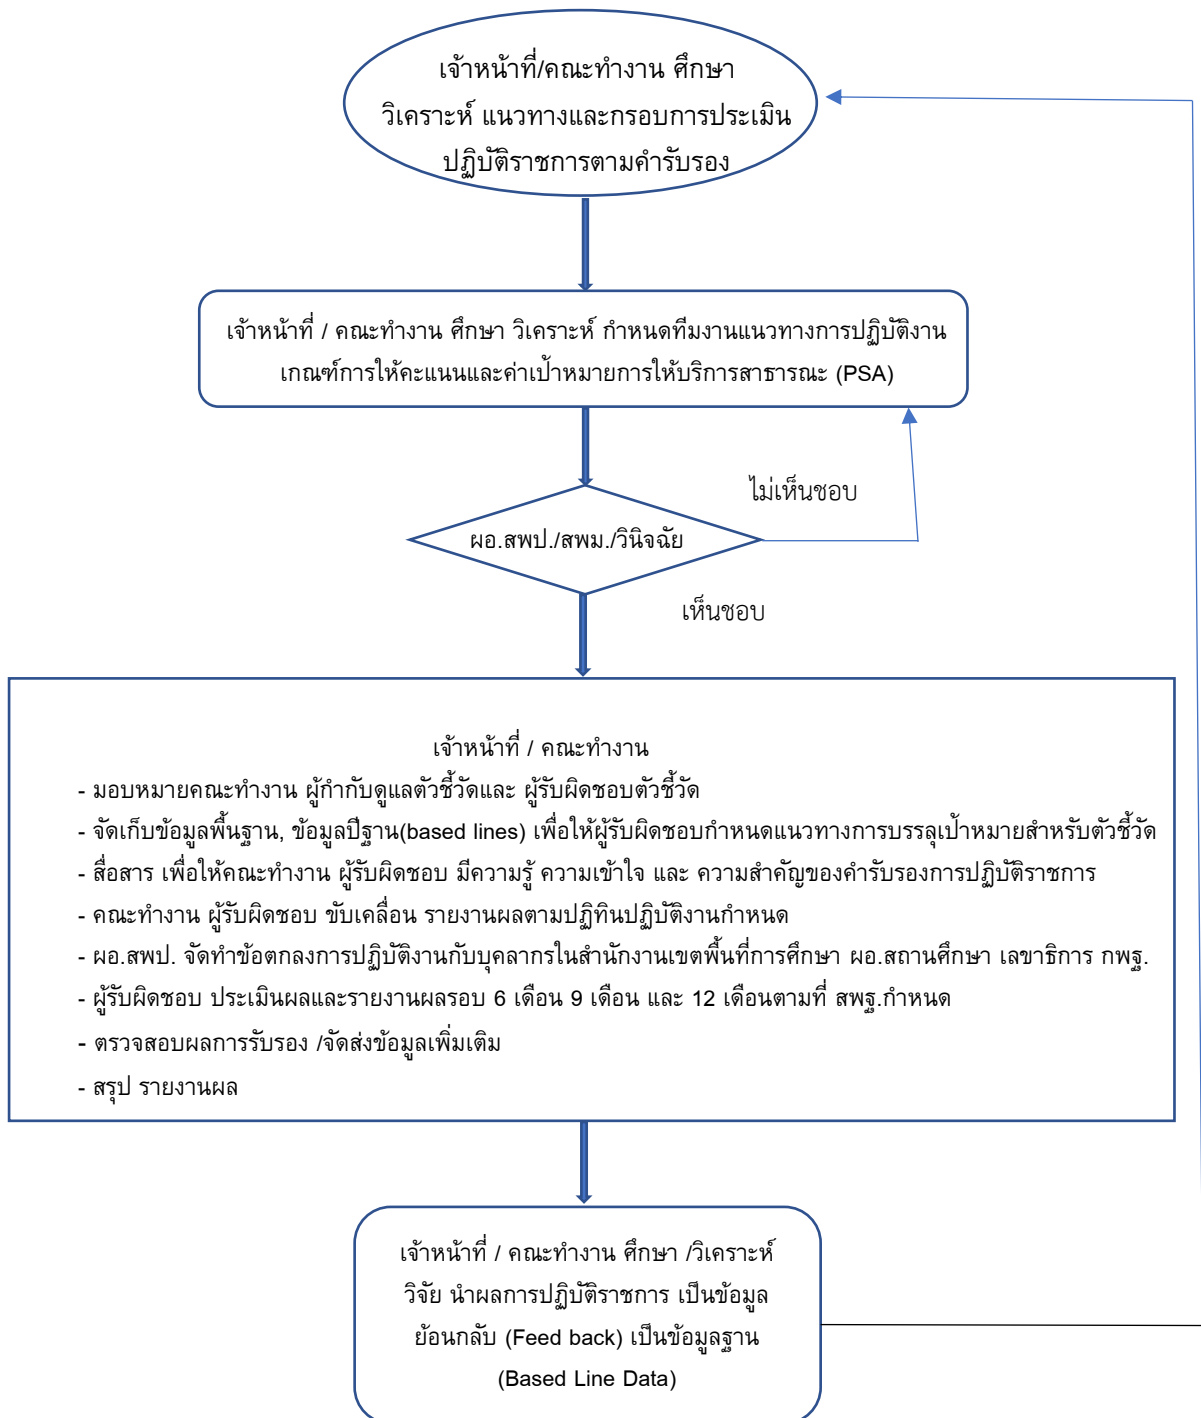 เจ้าหน้าที่/คณะทำงาน ศึกษา
วิเคราะห์ แนวทางและกรอบการประเมิน
ปฏิบัติราชการตามคำรับรอง
เจ้าหน้าที่ / คณะทำงาน ศึกษา วิเคราะห์ กำหนดทีมงานแนวทางการปฏิบัติงาน
เกณฑ์การให้คะแนนและค่าเป้าหมายการให้บริการสาธารณะ (PSA)
ไม่เห็นชอบ
ผอ.สพป./สพม./วินิจฉัย
เห็นชอบ
เจ้าหน้าที่ / คณะทำงาน
- มอบหมายคณะทำงาน ผู้กำกับดูแลตัวชี้วัดและ ผู้รับผิดชอบตัวชี้วัด
- จัดเก็บข้อมูลพื้นฐาน, ข้อมูลปีฐาน(based lines) เพื่อให้ผู้รับผิดชอบกำหนดแนวทางการบรรลุเป้าหมายสำหรับตัวชี้วัด
- สื่อสาร เพื่อให้คณะทำงาน ผู้รับผิดชอบ มีความรู้ ความเข้าใจ และ ความสำคัญของคำรับรองการปฏิบัติราชการ
- คณะทำงาน ผู้รับผิดชอบ ขับเคลื่อน รายงานผลตามปฏิทินปฏิบัติงานกำหนด
- ผอ.สพป. จัดทำข้อตกลงการปฏิบัติงานกับบุคลากรในสำนักงานเขตพื้นที่การศึกษา ผอ.สถานศึกษา เลขาธิการ กพฐ.
- ผู้รับผิดชอบ ประเมินผลและรายงานผลรอบ 6 เดือน 9 เดือน และ 12 เดือนตามที่ สพฐ.กำหนด
- ตรวจสอบผลการรับรอง /จัดส่งข้อมูลเพิ่มเติม
- สรุป รายงานผล
เจ้าหน้าที่ / คณะทำงาน ศึกษา /วิเคราะห์
วิจัย นำผลการปฏิบัติราชการ เป็นข้อมูล
ย้อนกลับ (Feed back) เป็นข้อมูลฐาน
(Based Line Data)